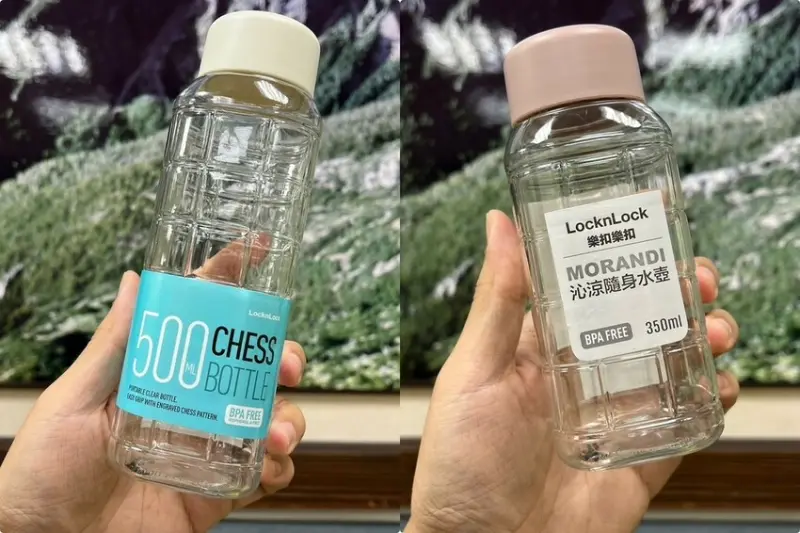 LocknLock
500 ML
CHESS
BOTTLE
PORTABLE CLEAR BOTTLE,
EASY GRIP WITH ENGRAVED CHESS PATTERN
BPA FREE
LocknLock
樂扣樂扣
MORANDI
沁涼隨身水壺
BPA FREE
350ml